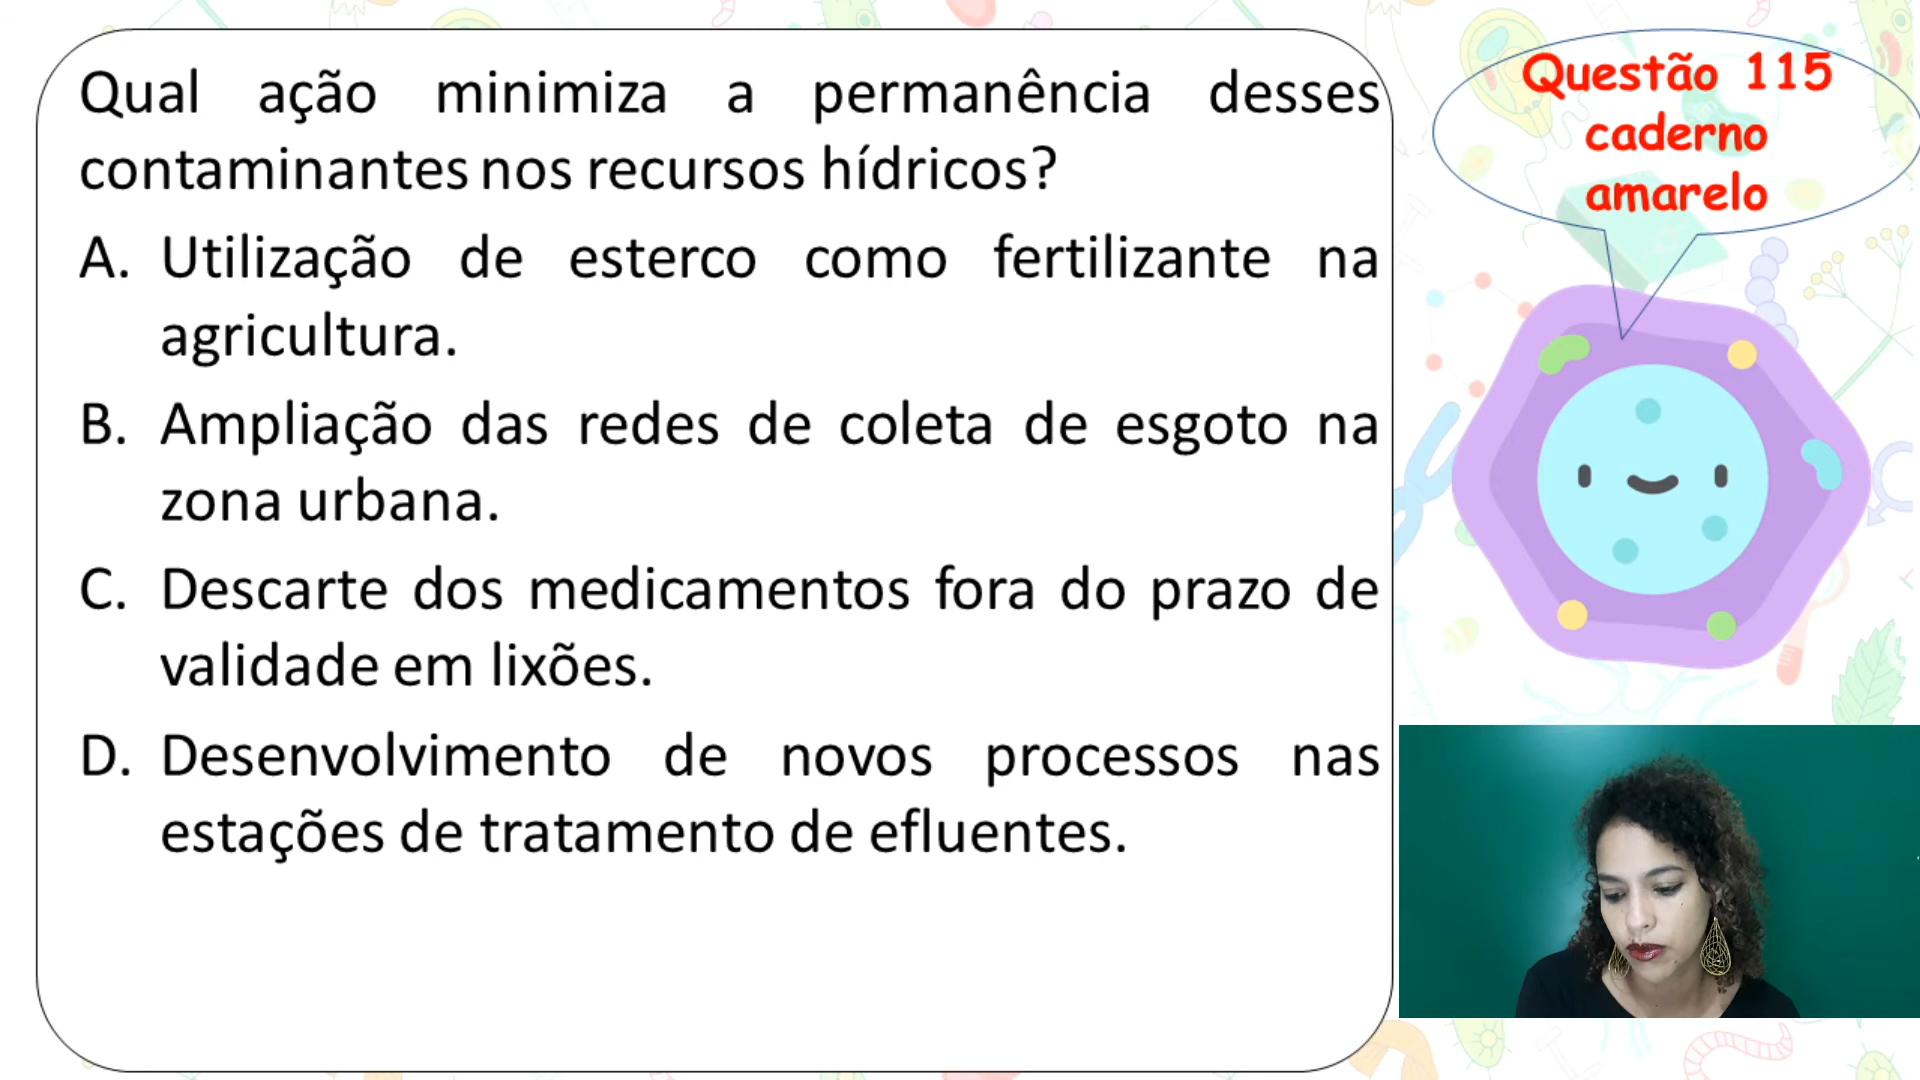 Qual ação minimiza a permanência desses
contaminantes nos recursos hídricos?
A. Utilização de esterco como fertilizante na
agricultura.
B. Ampliação das redes de coleta de esgoto na
zona urbana.
C. Descarte dos medicamentos fora do prazo de
validade em lixões.
D. Desenvolvimento de novos processos nas
estações de tratamento de efluentes.
Questão 115
caderno
amarelo